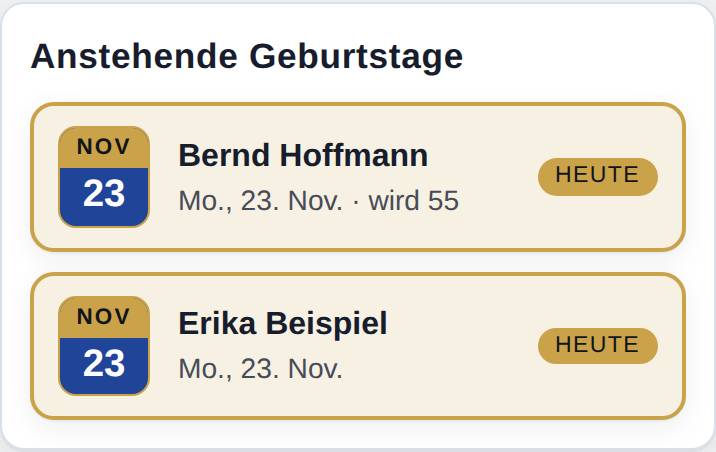 Anstehende Geburtstage
NOV
23
Bernd Hoffmann
Mo., 23. Nov. · wird 55
HEUTE
NOV
23
Erika Beispiel
Mo., 23. Nov.
HEUTE